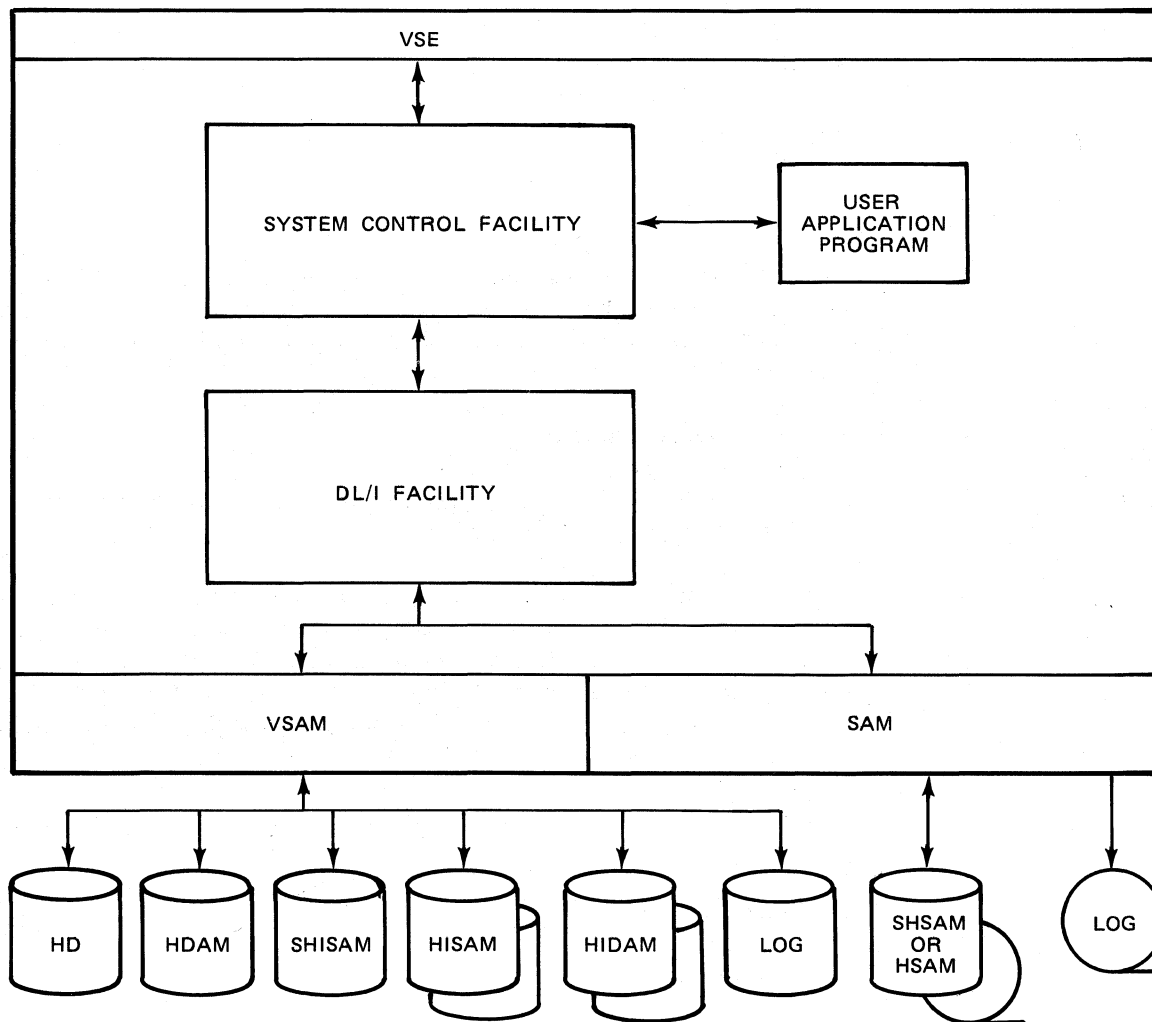 VSE
SYSTEM CONTROL FACILITY
USER
APPLICATION
PROGRAM
DL/I FACILITY
VSAM
SAM
HD
HDAM
SHISAM
HISAM
HIDAM
LOG
SHSAM
OR
HSAM
LOG